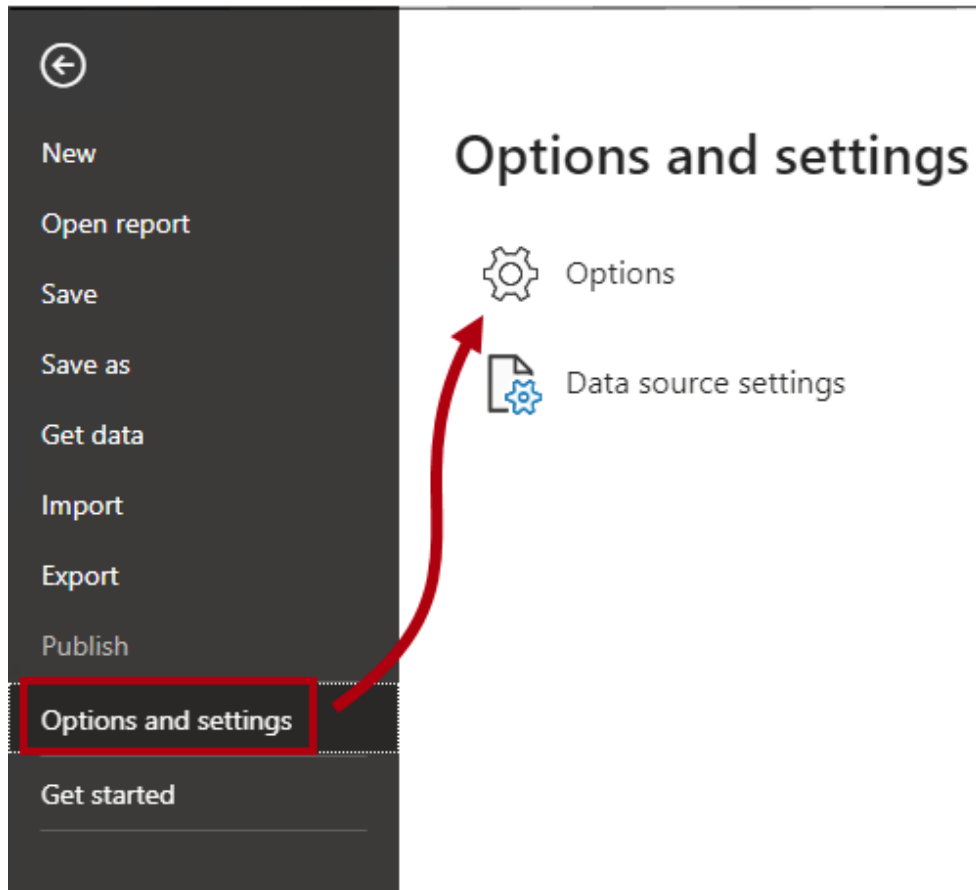 New
Open report
Save
Save as
Get data
Import
Export
Publish
Options and settings
Get started
Options and settings
Options
Data source settings